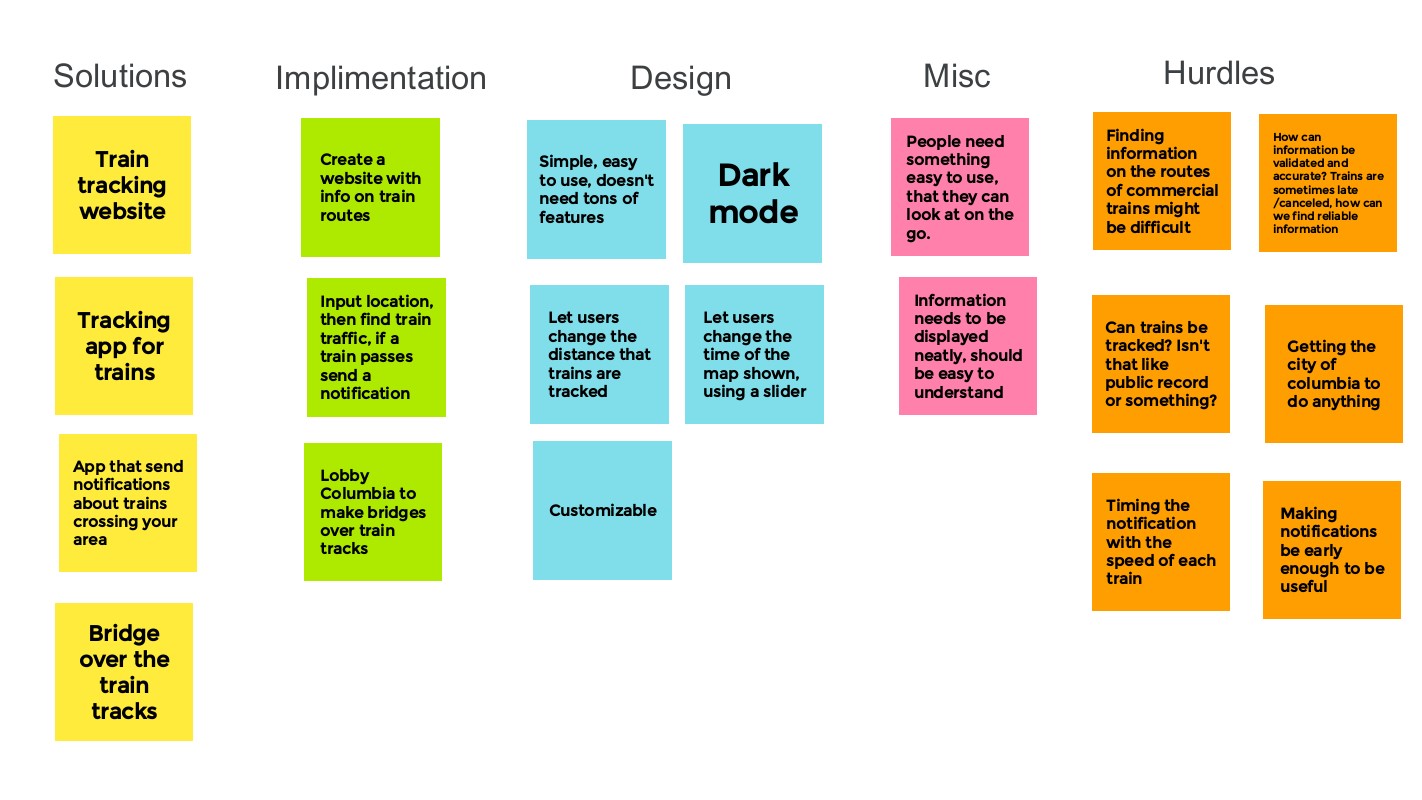 Solutions
Train
tracking
website
Tracking
app for
trains
App that send
notifications
about trains
crossing your
area
Bridge
over the
train
tracks
Implimentation
Create a
website with
info on train
routes
Input location,
then find train
traffic, if a
train passes
send a
notification
Lobby
Columbia to
make bridges
over train
tracks
Design
Simple, easy
to use, doesn't
need tons of
features
Dark
mode
Let users
change the
distance that
trains are
tracked
Let users
change the
time of the
map shown,
using a slider
Customizable
Misc
People need
something
easy to use,
that they can
look at on the
go.
Information
needs to be
displayed
neatly, should
be easy to
understand
Hurdles
Finding
information
on the routes
of commercial
trains might
be difficult
How can
information be
validated and
accurate? Trains are
sometimes late
/canceled, how can
we find reliable
information
Can trains be
tracked? Isn't
that like
public record
or something?
Getting the
city of
columbia to
do anything
Timing the
notification
with the
speed of each
train
Making
notifications
be early
enough to be
useful